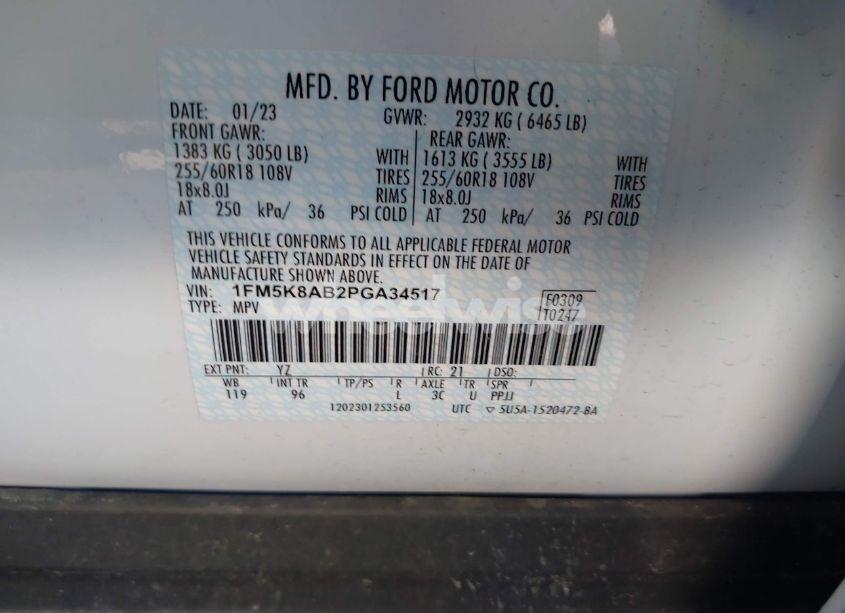 MFD. BY FORD MOTOR CO.
DATE: 01/23 GVWR: 2932 KG ( 6465 LB)
FRONT GAWR: REAR GAWR:
1383 KG ( 3050 LB) WITH 1613 KG ( 3555 LB) WITH
255/60R18 108V TIRES 255/60R18 108V TIRES
18x8.0J RIMS 18x8.0J RIMS
AT 250 kPa/ 36 PSI COLD AT 250 kPa/ 36 PSI COLD
THIS VEHICLE CONFORMS TO ALL APPLICABLE FEDERAL MOTOR
VEHICLE SAFETY STANDARDS IN EFFECT ON THE DATE OF
MANUFACTURE SHOWN ABOVE.
VIN: 1FM5K8AB2PGA34517 F0309
TYPE: MPV 1T0247
wheelwise
EXT PNT: YZ RC: 21 DSO:
WB INT TR TP/PS R AXLE TR SPR
119 96 L 3C U PPJJ
1202301253560 UTC ▽ 5U5A-1520472-BA